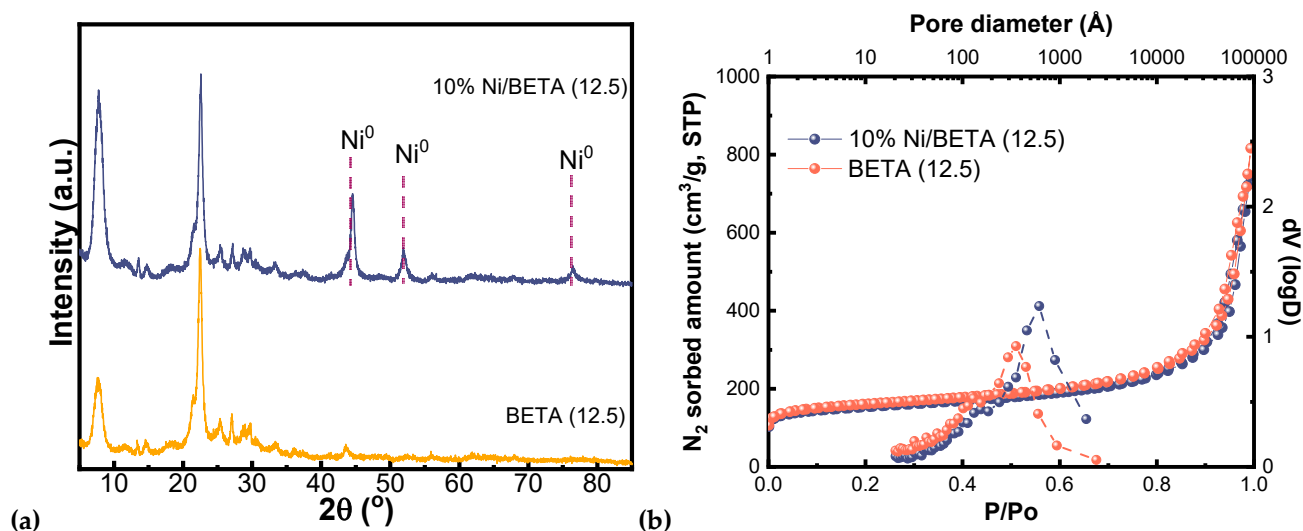 10% Ni/BETA (12.5)
Ni⁰
Ni⁰
Ni⁰
BETA (12.5)
Intensity (a.u.)
10 20 30 40 50 60 70 80
2θ (°)
(a)
Pore diameter (Å)
1 10 100 1000 10000 100000
1000
800
600
400
200
0
N₂ sorbed amount (cm³/g, STP)
10% Ni/BETA (12.5)
BETA (12.5)
3
2
1
0
dV (logD)
0.0 0.2 0.4 0.6 0.8 1.0
P/Po
(b)